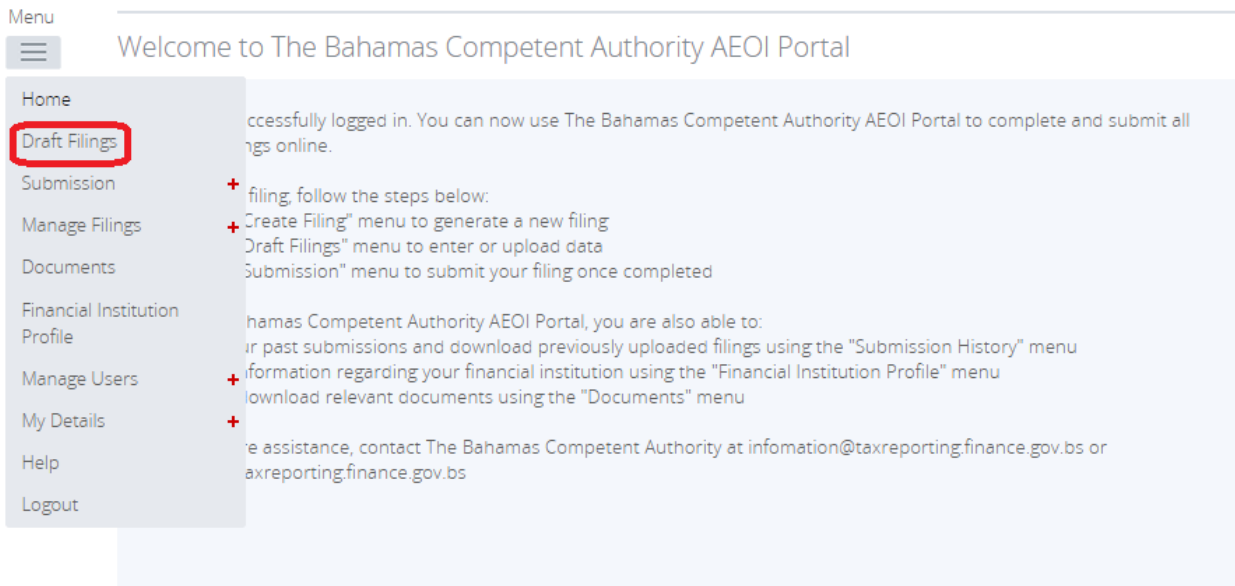 Menu
Welcome to The Bahamas Competent Authority AEOI Portal
Home
Draft Filings
Submission
Manage Filings
Documents
Financial Institution
Profile
Manage Users
My Details
Help
Logout
ccessfully logged in. You can now use The Bahamas Competent Authority AEOI Portal to complete and submit all
ngs online.
filing, follow the steps below:
Create Filing" menu to generate a new filing
Draft Filings" menu to enter or upload data
Submission" menu to submit your filing once completed
hamas Competent Authority AEOI Portal, you are also able to:
ur past submissions and download previously uploaded filings using the "Submission History" menu
nformation regarding your financial institution using the "Financial Institution Profile" menu
download relevant documents using the "Documents" menu
re assistance, contact The Bahamas Competent Authority at infomation@taxreporting.finance.gov.bs or
axreporting.finance.gov.bs